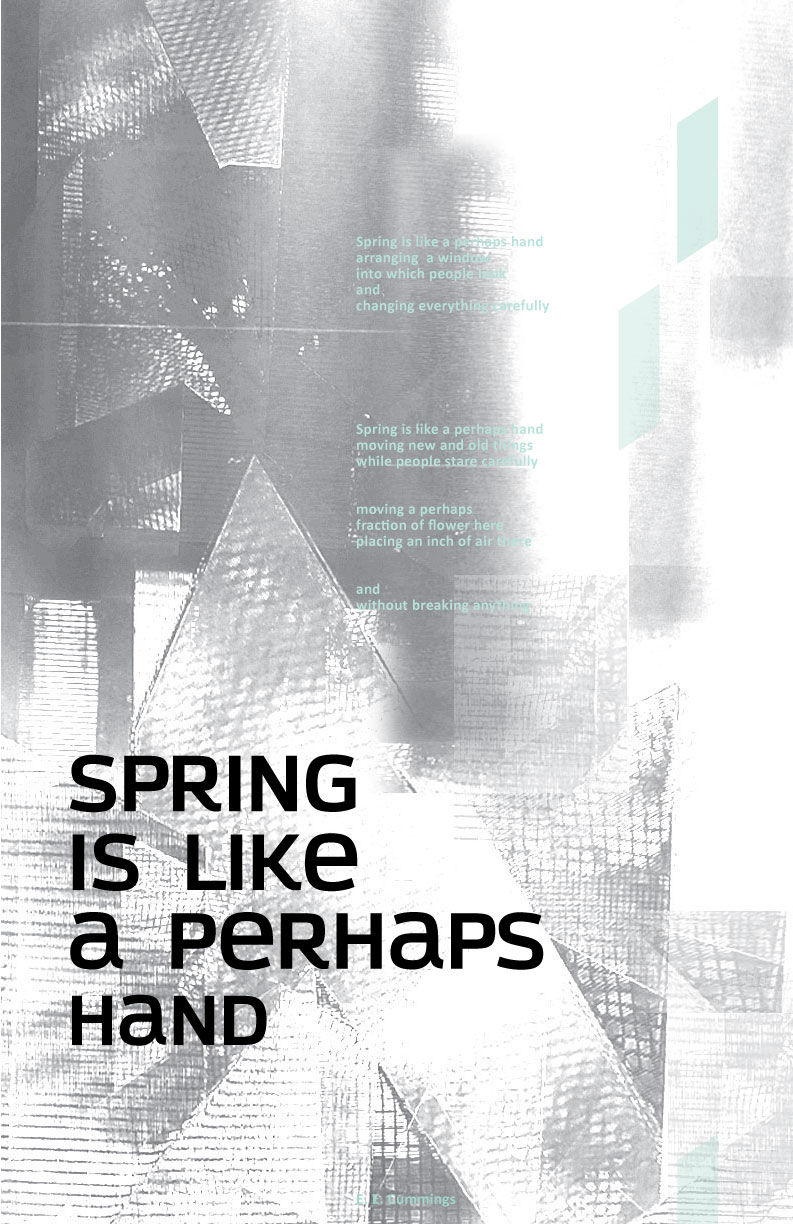 Spring is like a perhaps hand
arranging a window
into which people look
and
changing everything carefully
Spring is like a perhaps hand
moving new and old things
while people stare carefully
moving a perhaps
fraction of flower here
placing an inch of air there
and
without breaking anything
SPRING
IS LIKe
a PeRHaPS
HaND
E. E. Cummings